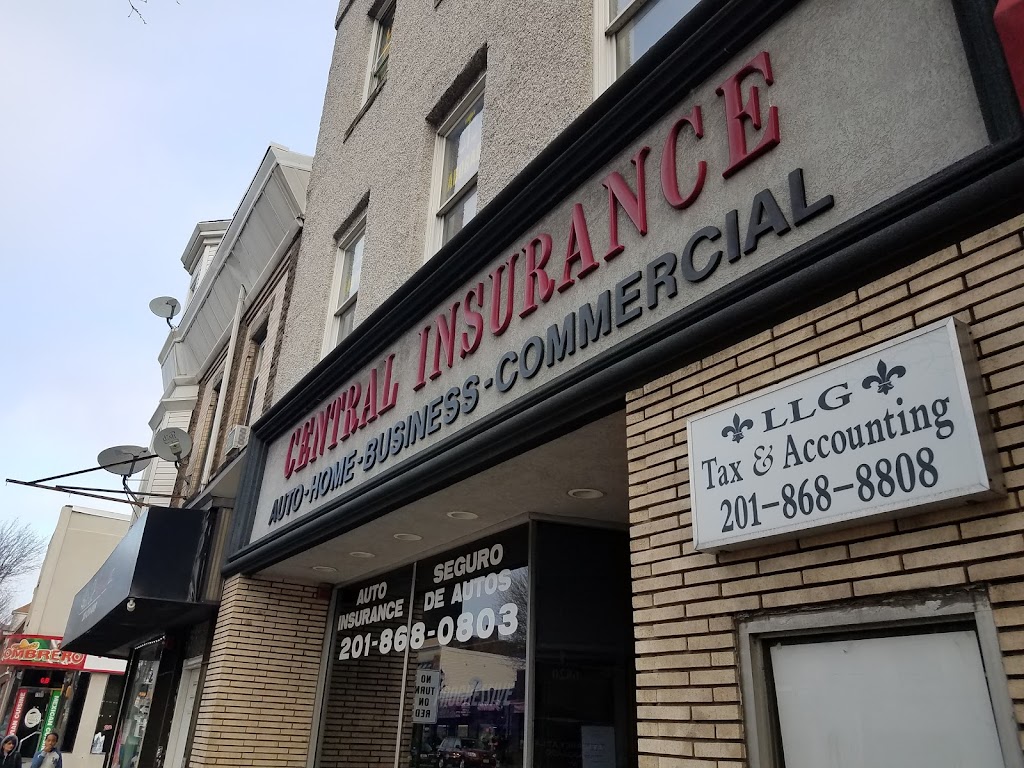 CENTRAL INSURANCE
AUTO-HOME-BUSINESS-COMMERCIAL
LLG
Tax & Accounting
201-868-8808
AUTO
INSURANCE
SEGURO
DE AUTOS
201-868-0803
NO
TURN
ON
RED
OMBRERO